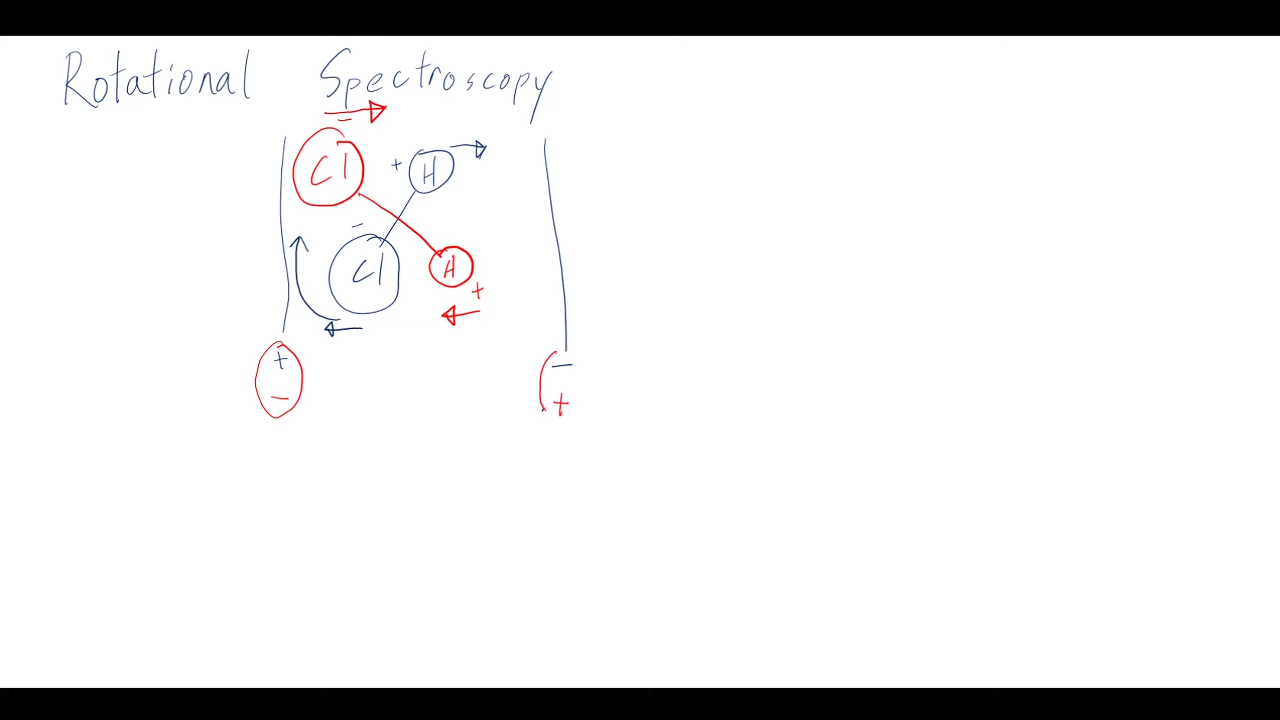 Rotational Spectroscopy
−
Cl + H
−
Cl H
+
+ −
− +